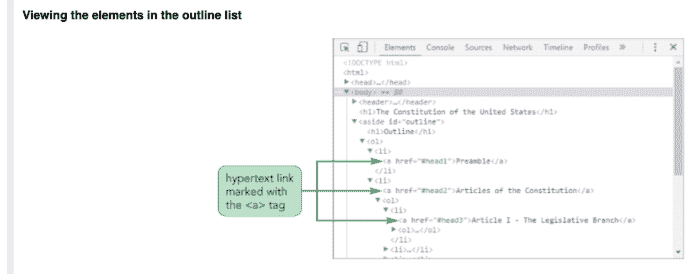 Viewing the elements in the outline list
Elements Console Sources Network Timeline Profiles »
<!DOCTYPE html>
<html>
▶<head>…</head>
▼<body> == $0
▶<header>…</header>
<h1>The Constitution of the United States</h1>
▼<aside id="outline">
<h1>Outline</h1>
▼<ol>
▼<li>
<a href="#head1">Preamble</a>
</li>
▼<li>
<a href="#head2">Articles of the Constitution</a>
▼<ol>
▼<li>
<a href="#head3">Article I - The Legislative Branch</a>
▶<ol>…</ol>
</li>
▶<li>…</li>
hypertext link
marked with
the <a> tag